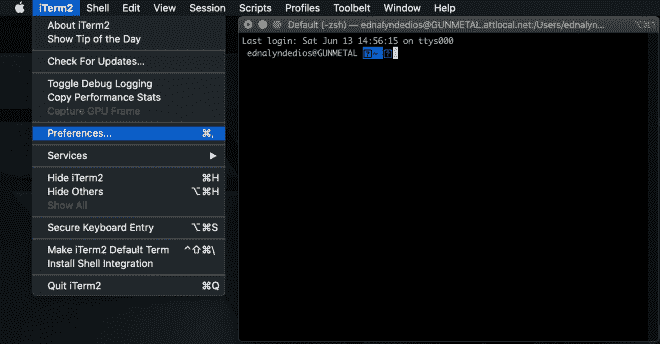 iTerm2 Shell Edit View Session Scripts Profiles Toolbelt Window Help
About iTerm2
Show Tip of the Day
Check For Updates...
Toggle Debug Logging
Copy Performance Stats
Capture GPU Frame
Preferences... ⌘,
Services ▶
Hide iTerm2 ⌘H
Hide Others ⌥⌘H
Show All
Secure Keyboard Entry ⌥⌘S
Make iTerm2 Default Term ^⇧⌘\
Install Shell Integration
Quit iTerm2 ⌘Q
Default (-zsh) — ednalyndedios@GUNMETAL.attlocal.net:/Users/ednalyn...
Last login: Sat Jun 13 14:56:15 on ttys000
ednalyndedios@GUNMETAL ~